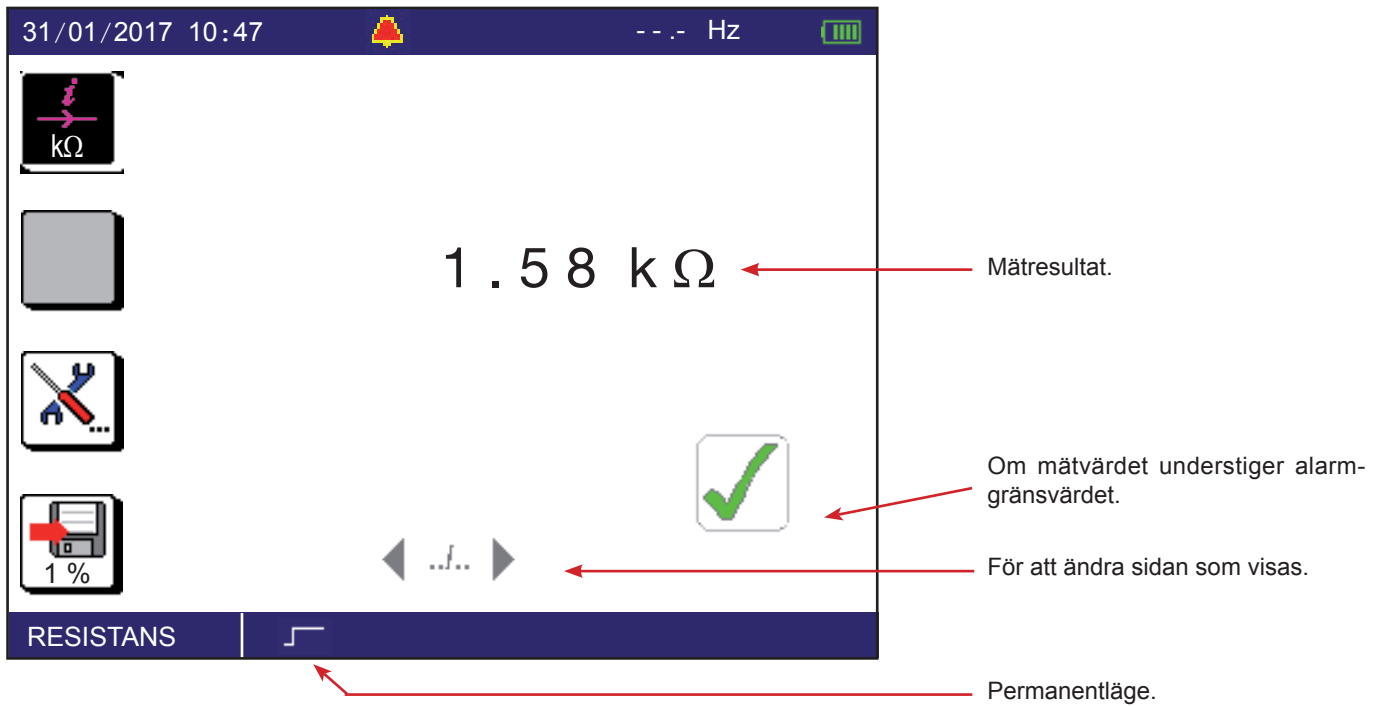 31/01/2017 10:47 - - .- Hz
i
kΩ
1.58 kΩ
Mätresultat.
Om mätvärdet understiger alarm-
gränsvärdet.
1 %
För att ändra sidan som visas.
RESISTANS
Permanentläge.